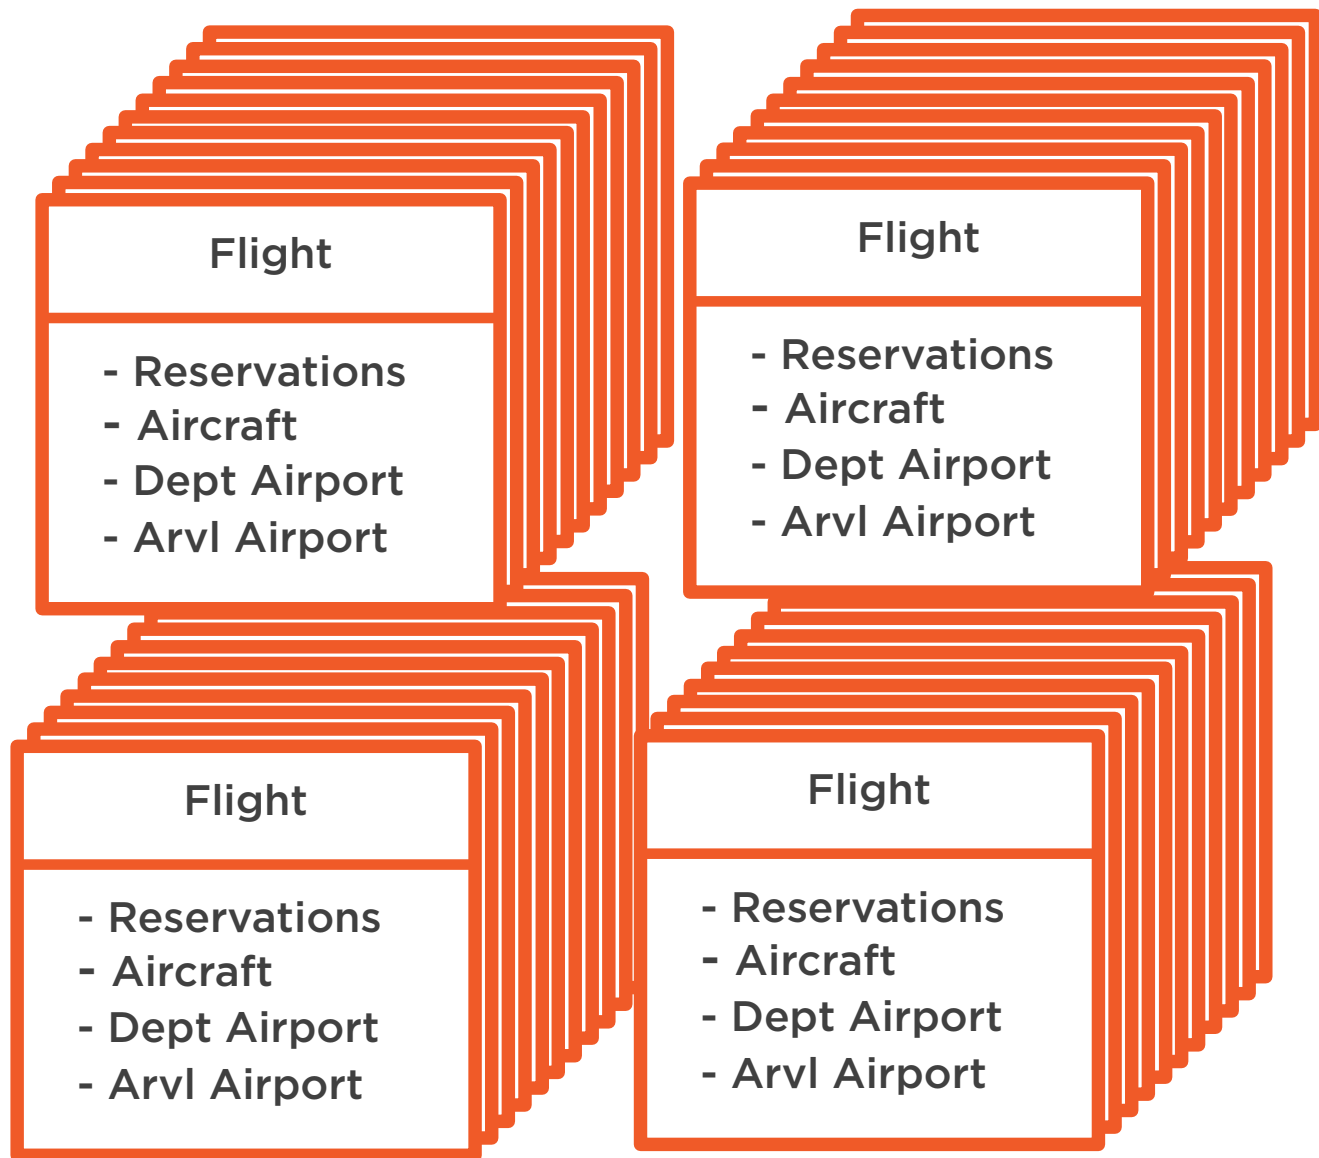 Flight
- Reservations
- Aircraft
- Dept Airport
- Arvl Airport
Flight
- Reservations
- Aircraft
- Dept Airport
- Arvl Airport
Flight
- Reservations
- Aircraft
- Dept Airport
- Arvl Airport
Flight
- Reservations
- Aircraft
- Dept Airport
- Arvl Airport